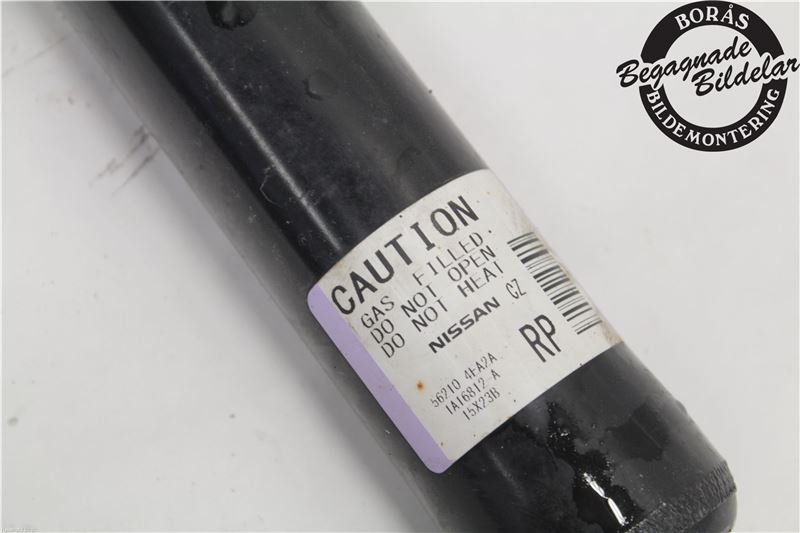 BORÅS
Begagnade
Bildelar
BILDEMONTERING
CAUTION
GAS FILLED.
DO NOT OPEN
DO NOT HEAT
NISSAN CZ
RP
56210 4EA2A
1A16812-A
15X23B